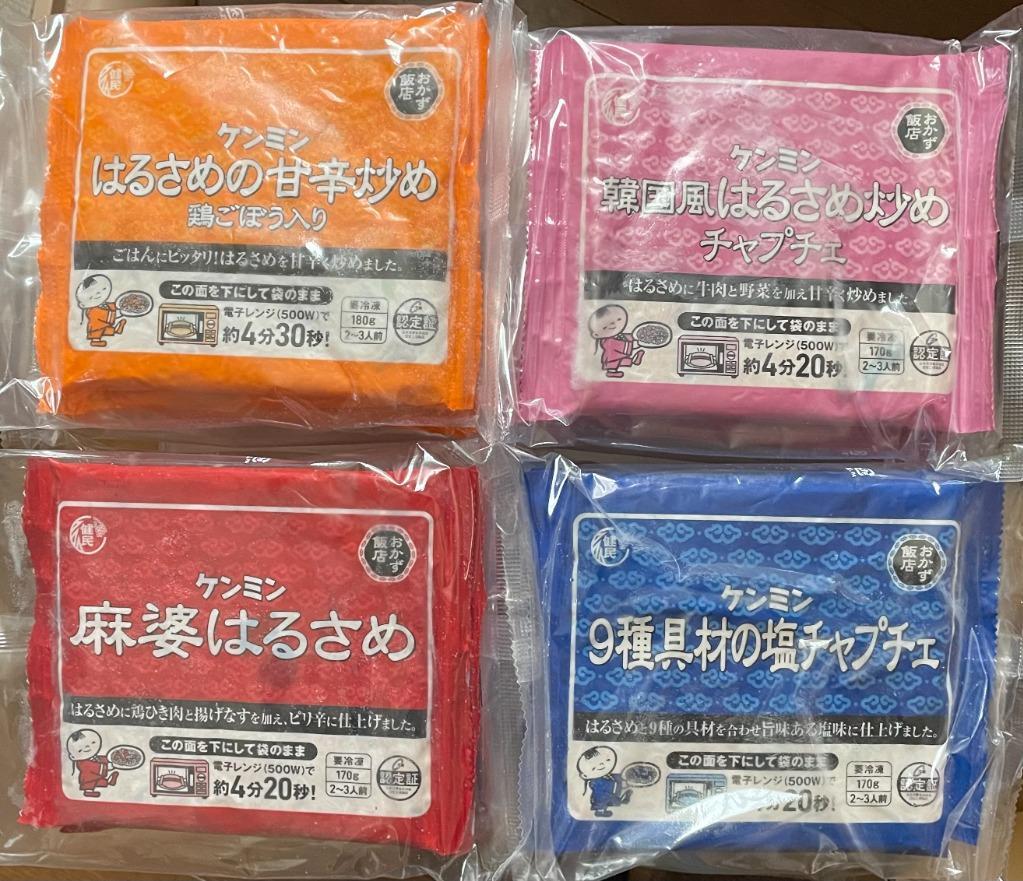 健民
おかず
飯店
ケンミン
はるさめの甘辛炒め
鶏ごぼう入り
ごはんにピッタリ!はるさめを甘辛く炒めました。
この面を下にして袋のまま
電子レンジ(500W)で
約4分30秒!
要冷凍
180g
2〜3人前
認定証
おかず
飯店
ケンミン
韓国風はるさめ炒め
チャプチェ
はるさめに牛肉と野菜を加え甘辛く炒めました
この面を下にして袋のまま
電子レンジ(500W)で
約4分20秒
要冷凍
170g
2〜3人前
認定証
健民
おかず
飯店
ケンミン
麻婆はるさめ
はるさめに鶏ひき肉と揚げなすを加え、ピリ辛に仕上げました。
この面を下にして袋のまま
電子レンジ(500W)で
約4分20秒!
要冷凍
170g
2〜3人前
定証
健民
おかず
飯店
ケンミン
9種具材の塩チャプチェ
はるさめと9種の具材を合わせ旨味ある塩味に仕上げました。
この面を下にして袋のまま
電子レンジ(500W)で
分20秒!
要冷凍
170g
2〜3人前
認定証